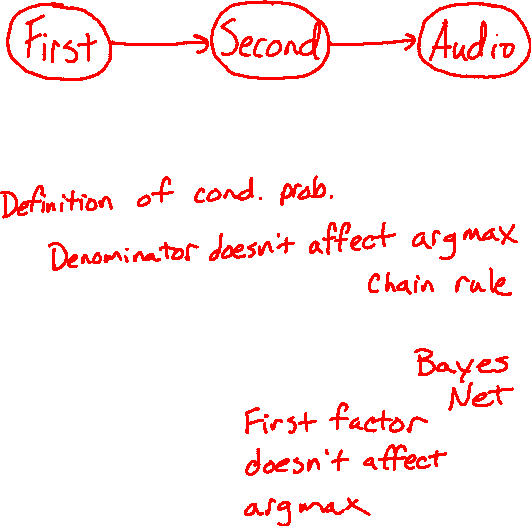 First Second Audio
Definition of cond. prob.
Denominator doesn't affect argmax
Chain rule
Bayes
Net
First factor
doesn't affect
argmax